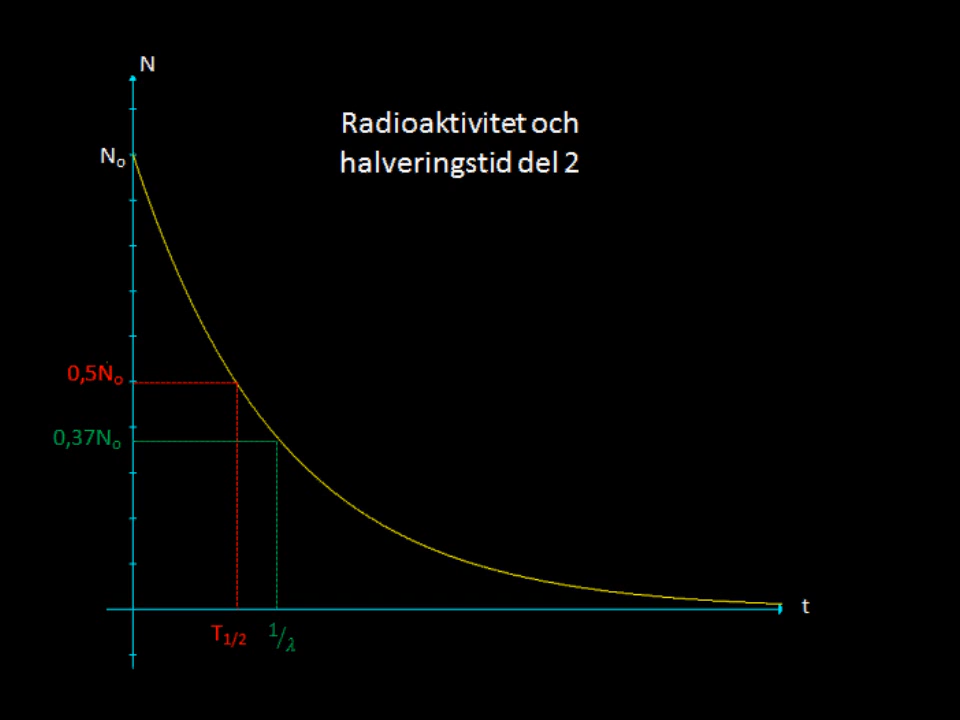 N
Radioaktivitet och
halveringstid del 2
N₀
0,5N₀
0,37N₀
t
T₁/₂ ¹/λ